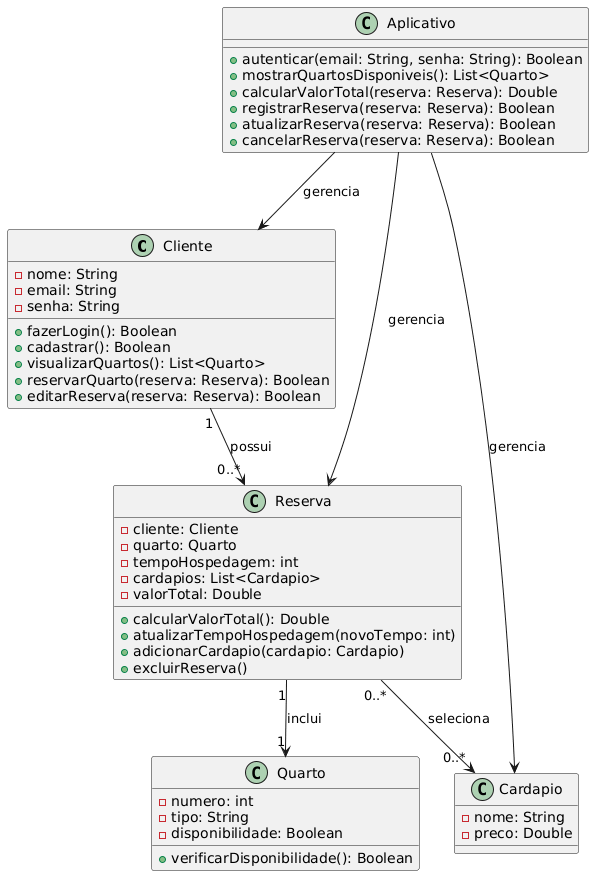 C Aplicativo
autenticar(email: String, senha: String): Boolean
mostrarQuartosDisponiveis(): List<Quarto>
calcularValorTotal(reserva: Reserva): Double
registrarReserva(reserva: Reserva): Boolean
atualizarReserva(reserva: Reserva): Boolean
cancelarReserva(reserva: Reserva): Boolean
gerencia
C Cliente
nome: String
email: String
senha: String
fazerLogin(): Boolean
cadastrar(): Boolean
visualizarQuartos(): List<Quarto>
reservarQuarto(reserva: Reserva): Boolean
editarReserva(reserva: Reserva): Boolean
gerencia
gerencia
1
possui
0..*
C Reserva
cliente: Cliente
quarto: Quarto
tempoHospedagem: int
cardapios: List<Cardapio>
valorTotal: Double
calcularValorTotal(): Double
atualizarTempoHospedagem(novoTempo: int)
adicionarCardapio(cardapio: Cardapio)
excluirReserva()
1
inclui
1
0..*
seleciona
0..*
C Quarto
numero: int
tipo: String
disponibilidade: Boolean
verificarDisponibilidade(): Boolean
C Cardapio
nome: String
preco: Double